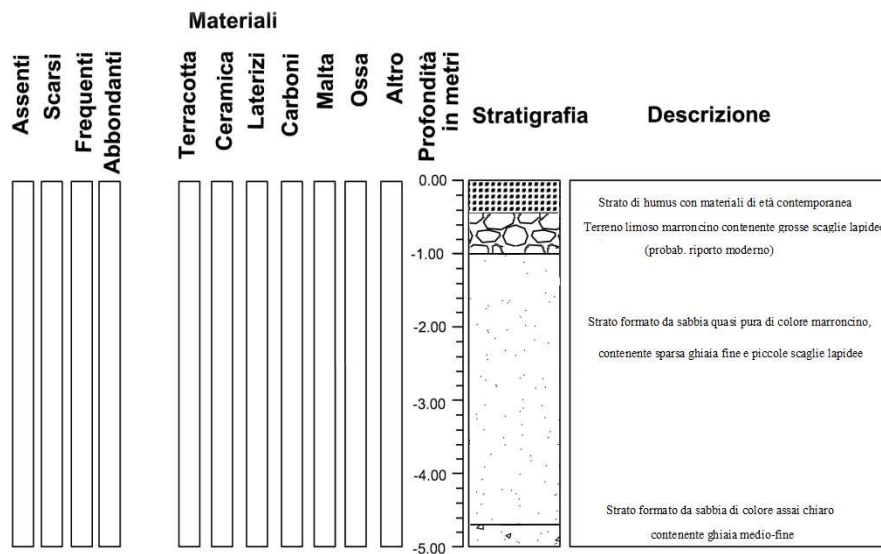 Materiali
Assenti
Scarsi
Frequenti
Abbondanti
Terracotta
Ceramica
Laterizi
Carboni
Malta
Ossa
Altro
Profondità
in metri
Stratigrafia
Descrizione
0.00
-1.00
-2.00
-3.00
-4.00
-5.00
Strato di humus con materiali di età contemporanea
Terreno limoso marroncino contenente grosse scaglie lapidee
(probab. riporto moderno)
Strato formato da sabbia quasi pura di colore marroncino,
contenente sparsa ghiaia fine e piccole scaglie lapidee
Strato formato da sabbia di colore assai chiaro
contenente ghiaia medio-fine